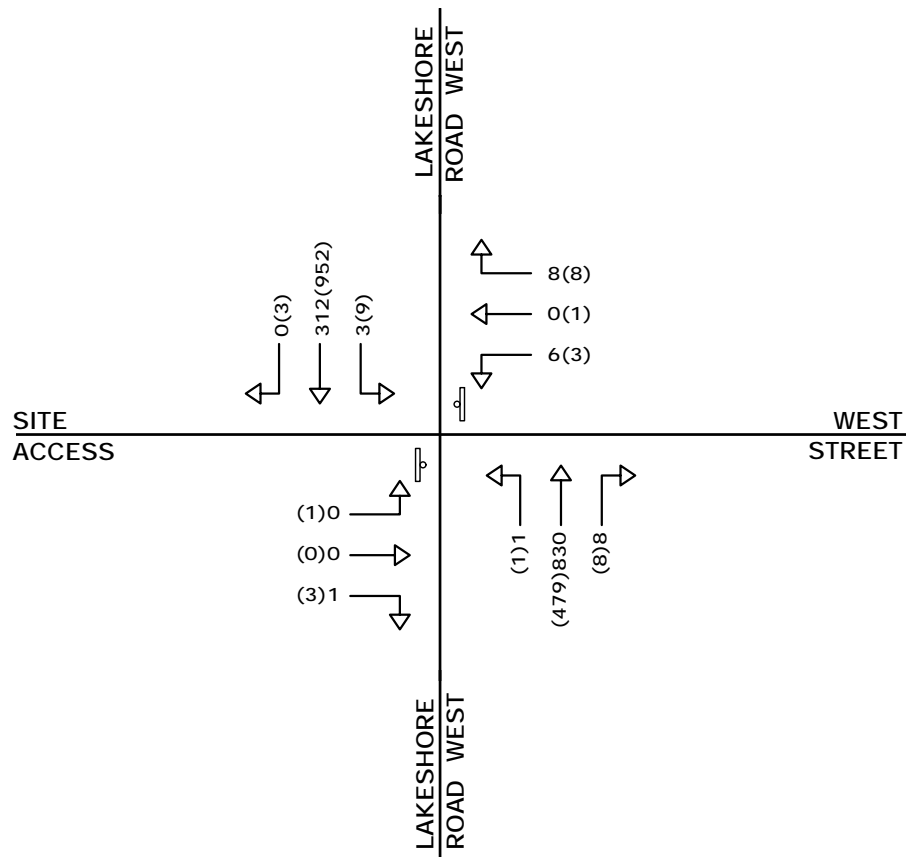 LAKESHORE
ROAD WEST
0(3)
312(952)
3(9)
8(8)
0(1)
6(3)
SITE
ACCESS
WEST
STREET
(1)0
(0)0
(3)1
(1)1
(479)830
(8)8
LAKESHORE
ROAD WEST